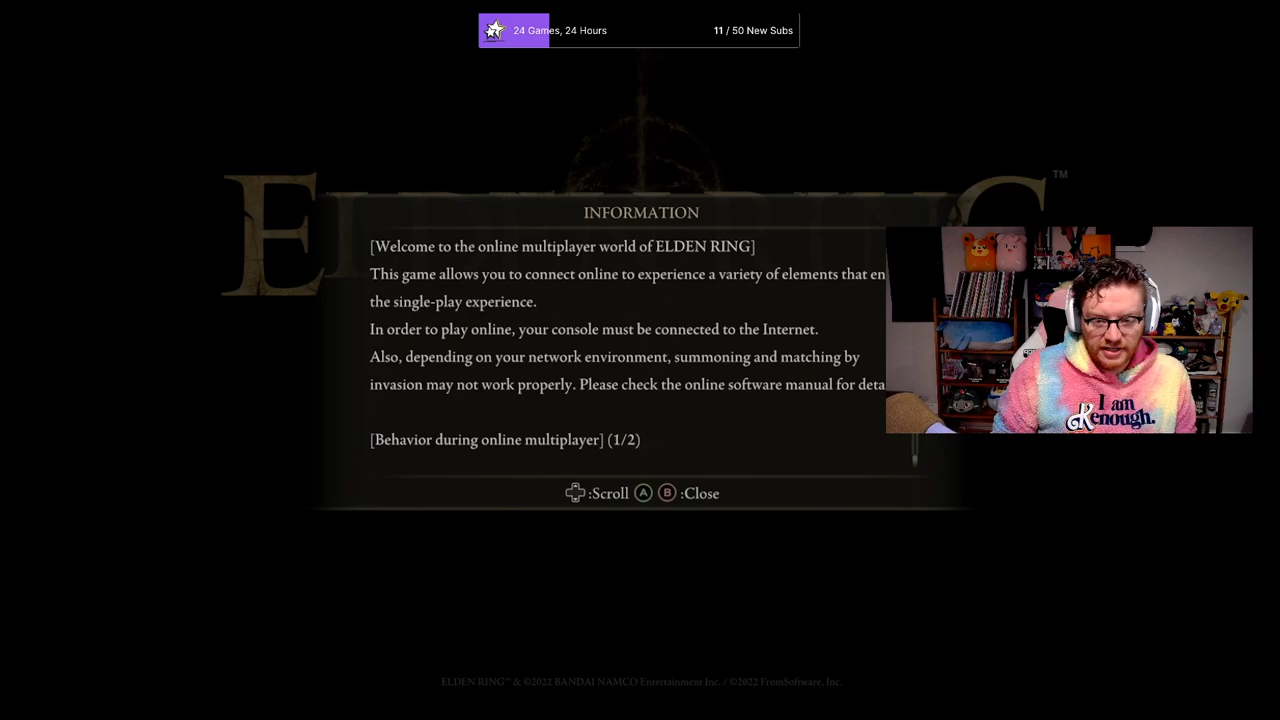 24 Games, 24 Hours 11 / 50 New Subs
ELDEN RING™
INFORMATION
[Welcome to the online multiplayer world of ELDEN RING]
This game allows you to connect online to experience a variety of elements that en
the single-play experience.
In order to play online, your console must be connected to the Internet.
Also, depending on your network environment, summoning and matching by
invasion may not work properly. Please check the online software manual for deta
I am
Kenough.
[Behavior during online multiplayer] (1/2)
:Scroll A B :Close
ELDEN RING™ & ©2022 BANDAI NAMCO Entertainment Inc. / ©2022 FromSoftware, Inc.